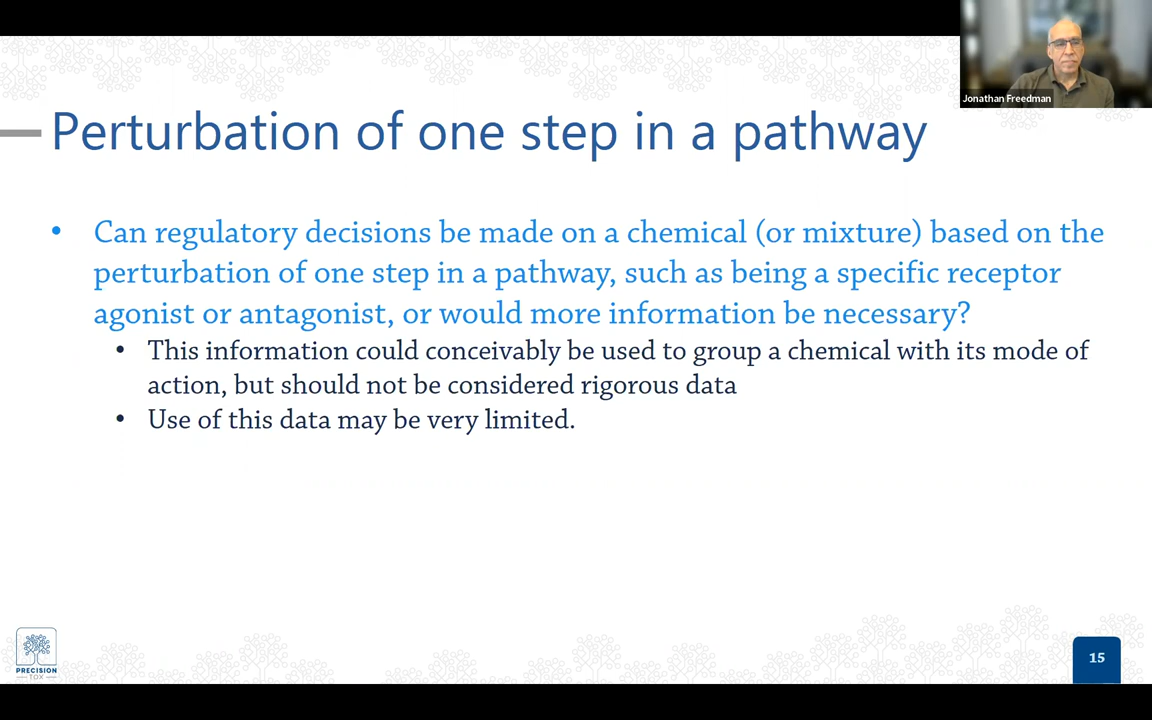 Jonathan Freedman
Perturbation of one step in a pathway
• Can regulatory decisions be made on a chemical (or mixture) based on the
perturbation of one step in a pathway, such as being a specific receptor
agonist or antagonist, or would more information be necessary?
• This information could conceivably be used to group a chemical with its mode of
action, but should not be considered rigorous data
• Use of this data may be very limited.
PRECISION
TOX
15